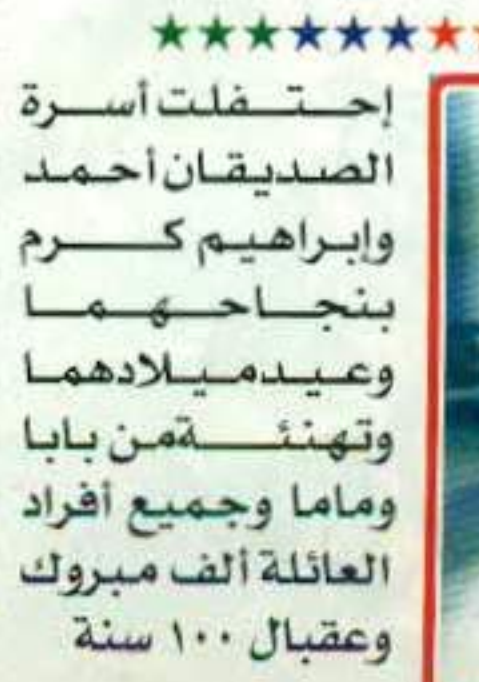 إحتفلت أسرة
الصديقان أحمد
وإبراهيم كرم
بنجاحهما
وعيد ميلادهما
وتهنئة من بابا
وماما وجميع أفراد
العائلة ألف مبروك
وعقبال ١٠٠ سنة